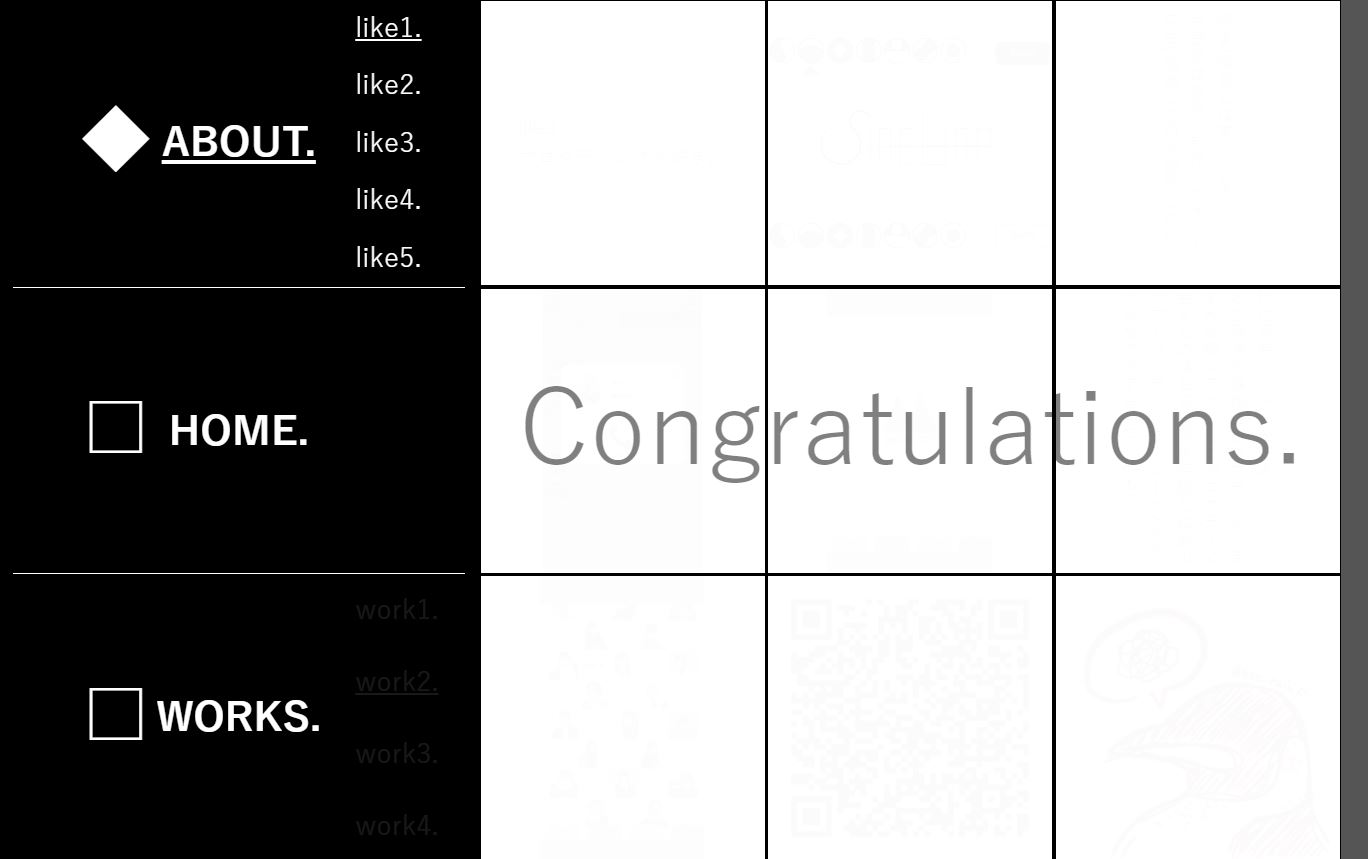 like1.
like2.
ABOUT.
like3.
like4.
like5.
HOME.
Congratulations.
work1.
work2.
WORKS.
work3.
work4.